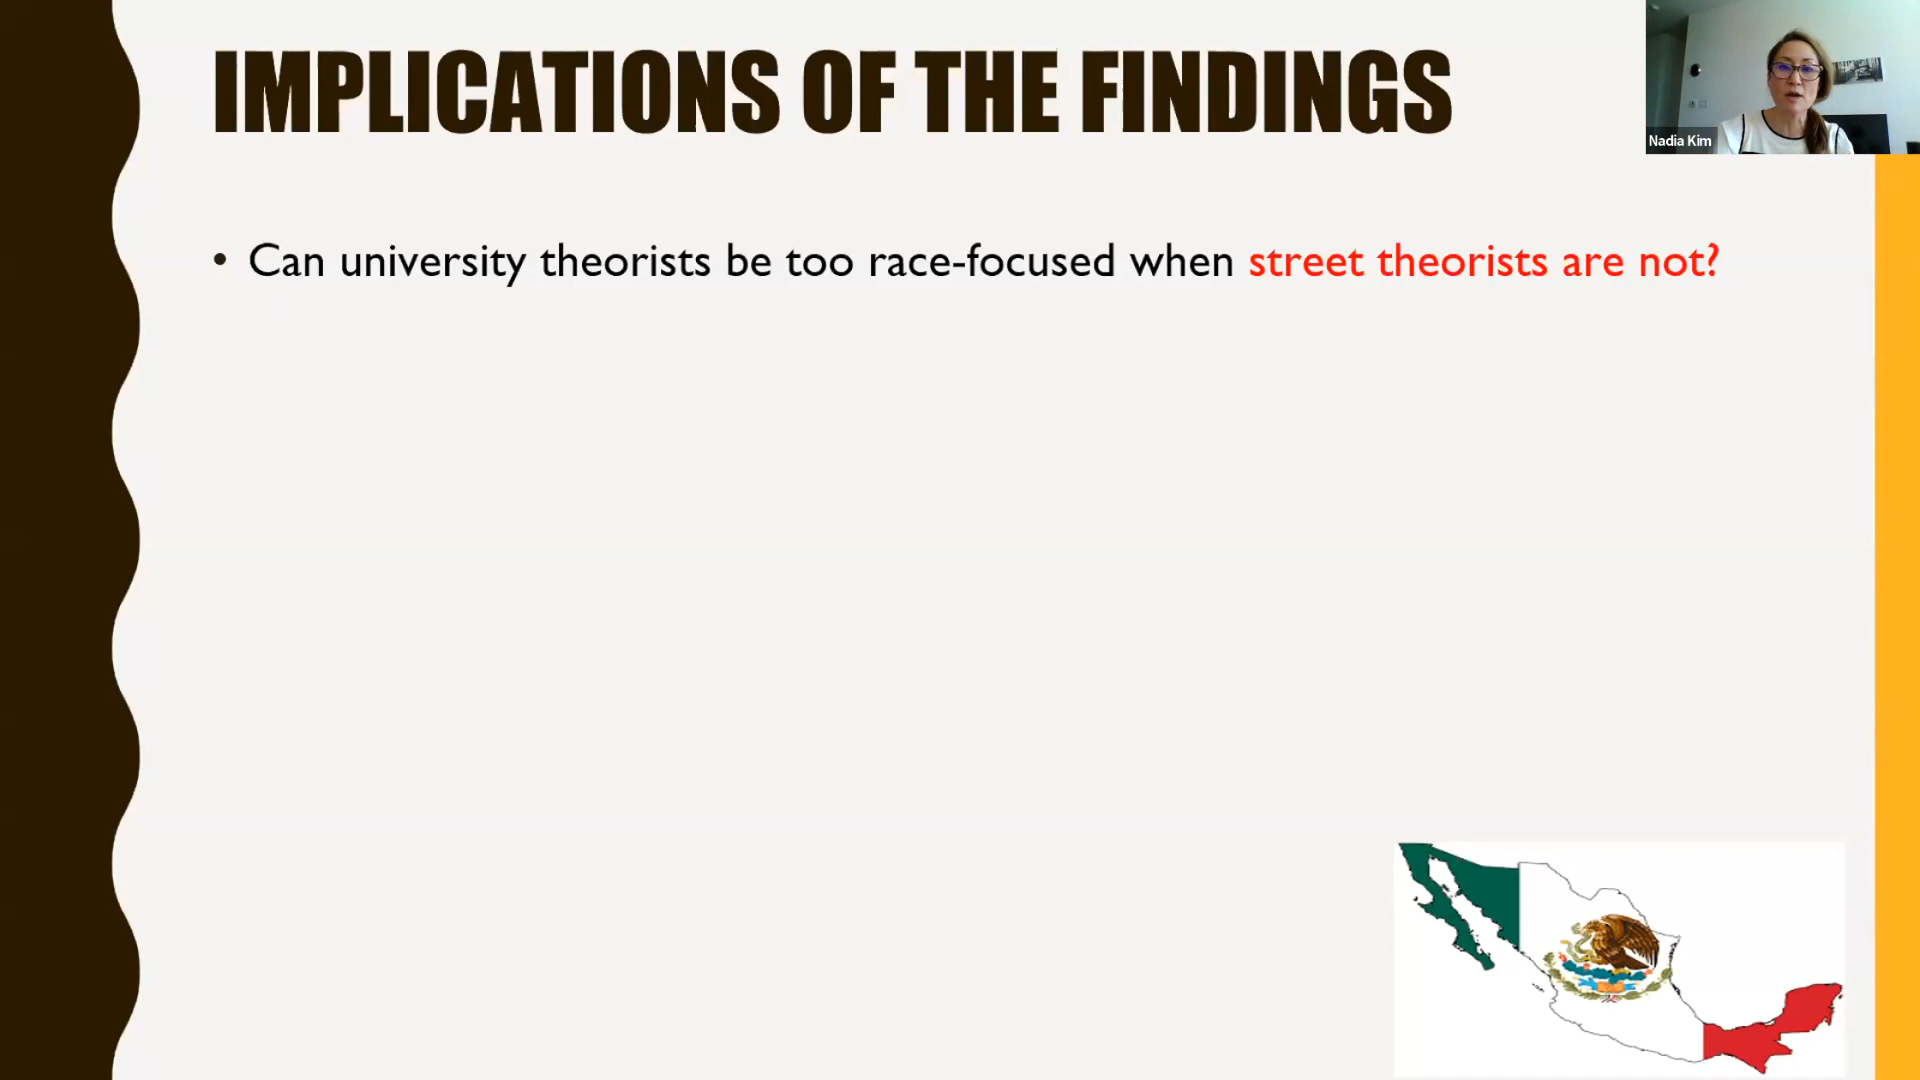 IMPLICATIONS OF THE FINDINGS
Nadia Kim
• Can university theorists be too race-focused when street theorists are not?